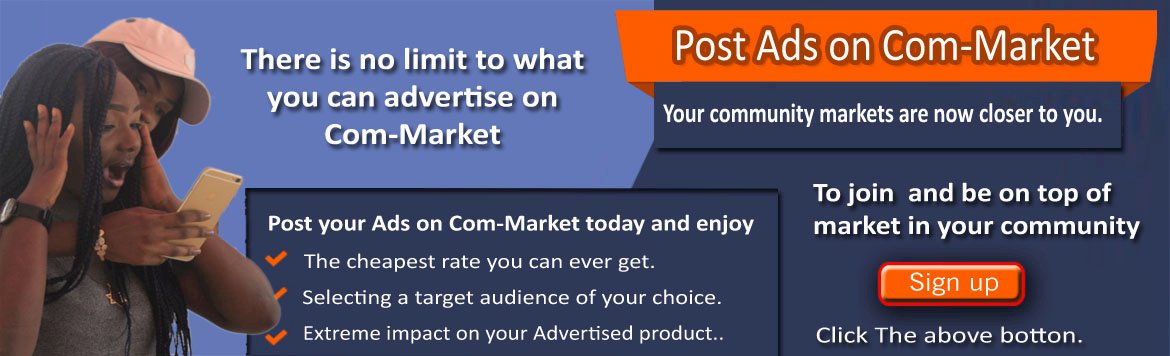 There is no limit to what
you can advertise on
Com-Market
Post Ads on Com-Market
Your community markets are now closer to you.
Post your Ads on Com-Market today and enjoy
The cheapest rate you can ever get.
Selecting a target audience of your choice.
Extreme impact on your Advertised product..
To join and be on top of
market in your community
Sign up
Click The above botton.